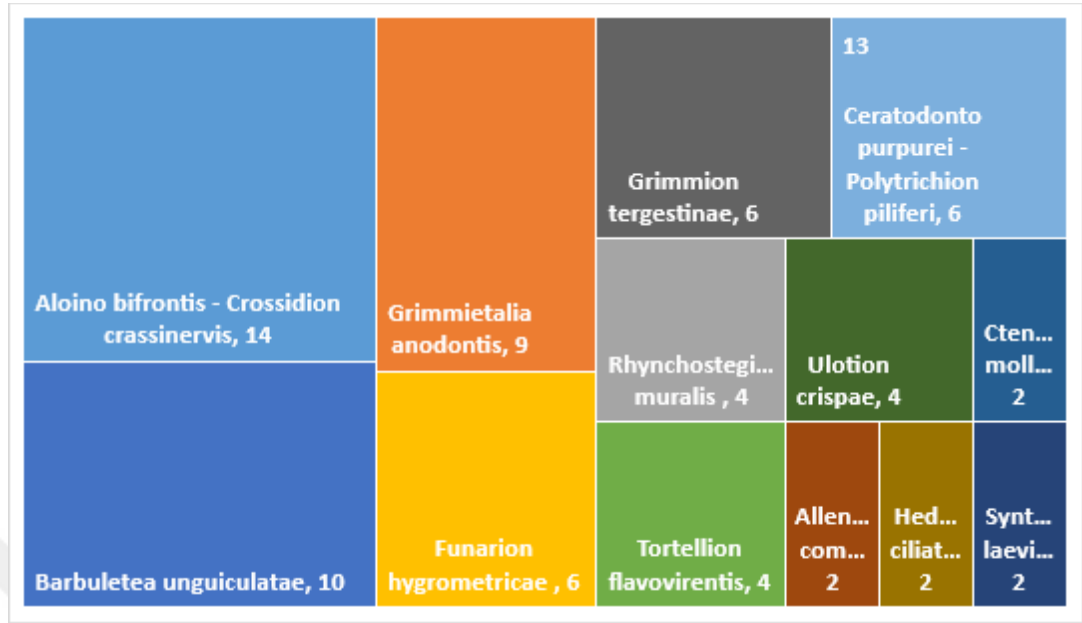 Aloino bifrontis - Crossidion
crassinervis, 14
Barbuletea unguiculatae, 10
Grimmietalia
anodontis, 9
Funarion
hygrometricae , 6
Grimmion
tergestinae, 6
13
Ceratodonto
purpurei -
Polytrichion
piliferi, 6
Rhynchostegi...
muralis , 4
Ulotion
crispae, 4
Cten...
moll...
2
Tortellion
flavovirentis, 4
Allen...
com...
2
Hed...
ciliat...
2
Synt...
laevi...
2